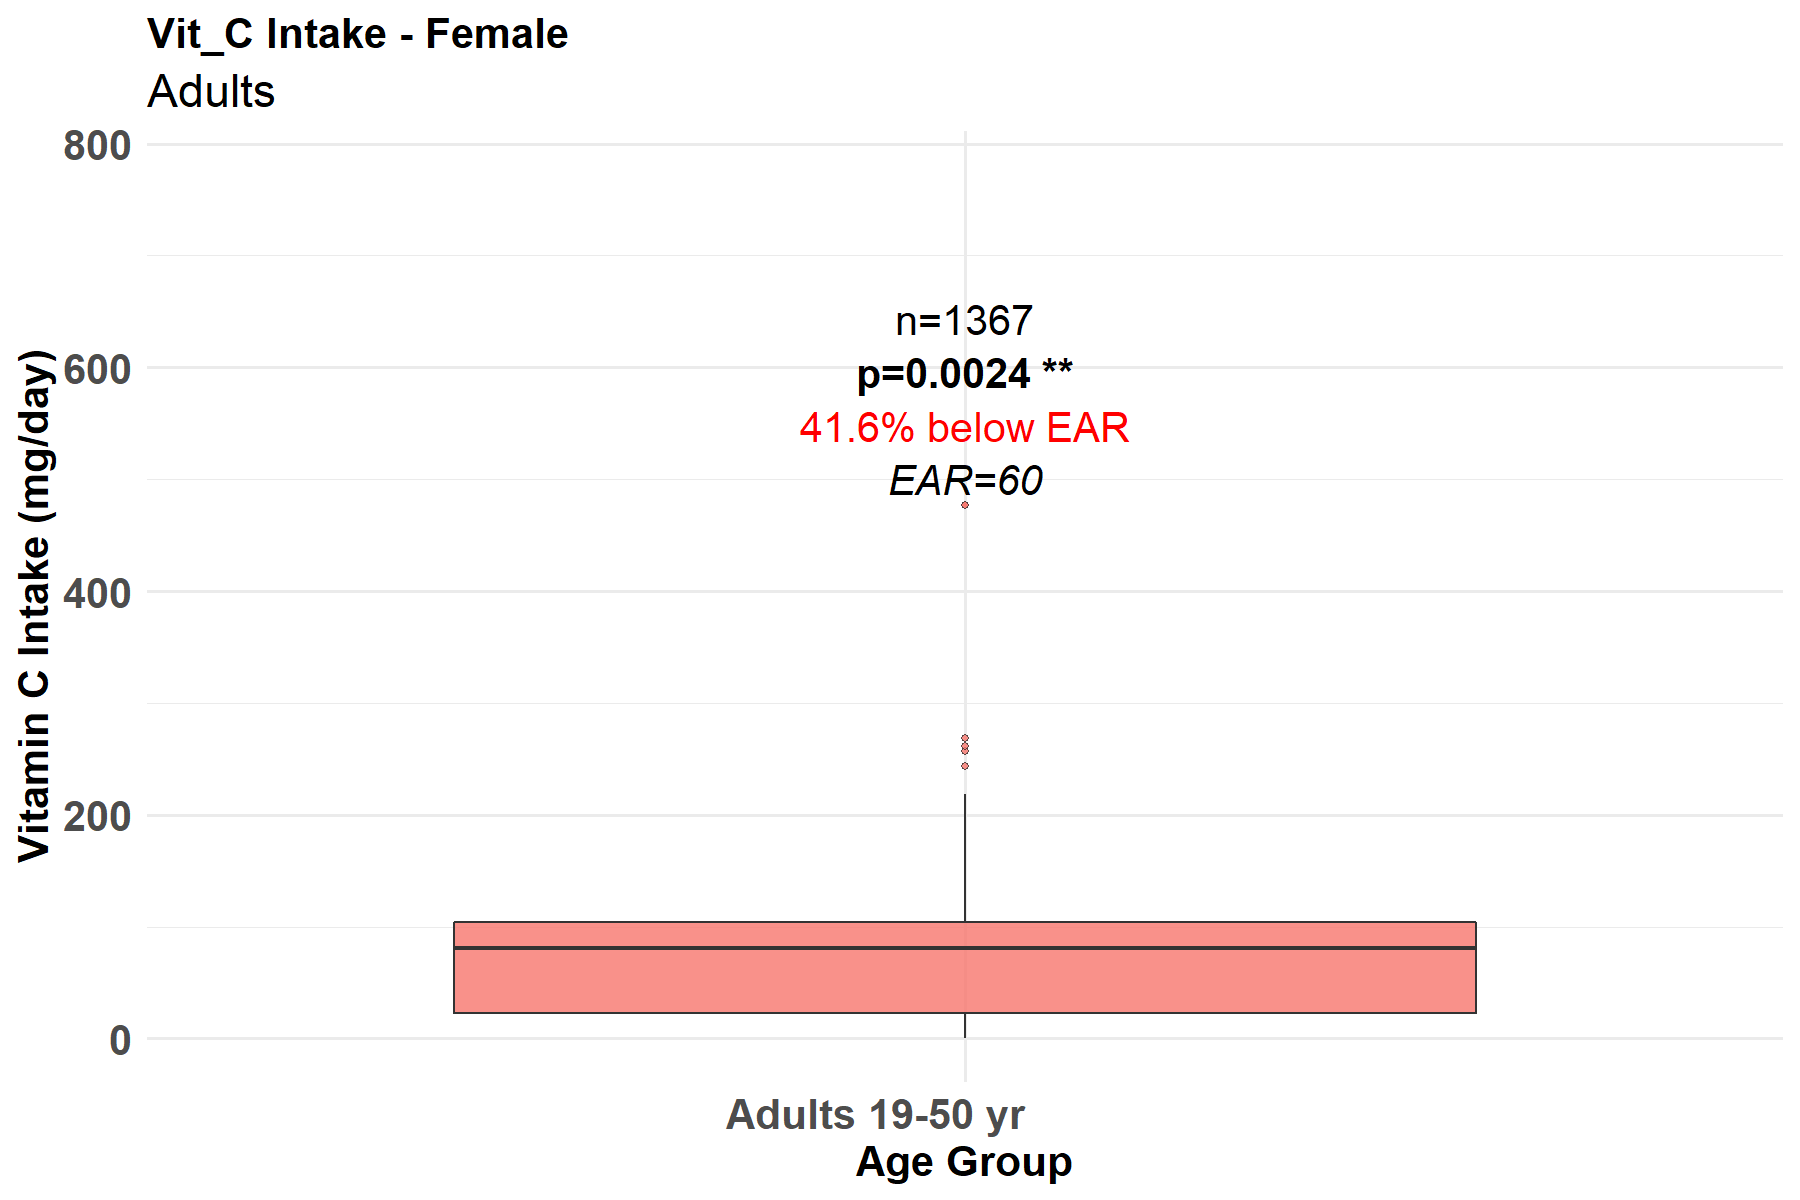 Vit_C Intake - Female
Adults
Vitamin C Intake (mg/day)
800
600
400
200
0
n=1367
p=0.0024 **
41.6% below EAR
EAR=60
Adults 19-50 yr
Age Group